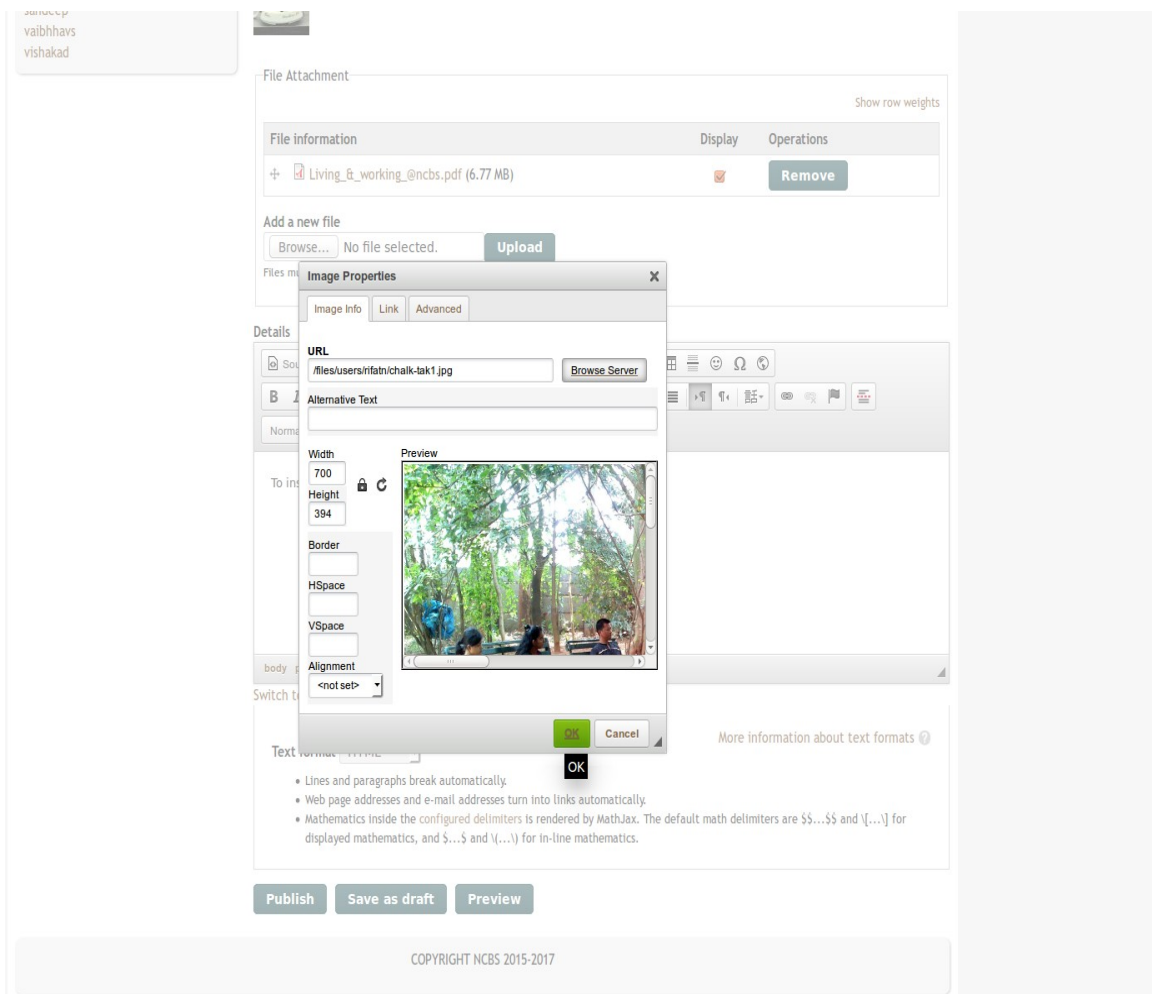 sandeep
vaibhhavs
vishakad
File Attachment
Show row weights
File information Display Operations
Living_&_working_@ncbs.pdf (6.77 MB) Remove
Add a new file
Browse... No file selected. Upload
Files
Image Properties
Image Info Link Advanced
Details
URL
/files/users/rifatn/chalk-tak1.jpg Browse Server
Alternative Text
B I
Width Preview
700
To
Height
394
Border
HSpace
VSpace
Alignment
<not set>
body
Switch
OK Cancel
More information about text formats
Text format
OK
• Lines and paragraphs break automatically.
• Web page addresses and e-mail addresses turn into links automatically.
• Mathematics inside the configured delimiters is rendered by MathJax. The default math delimiters are $$...$$ and \[...\] for
displayed mathematics, and $...$ and \(...\) for in-line mathematics.
Publish Save as draft Preview
COPYRIGHT NCBS 2015-2017